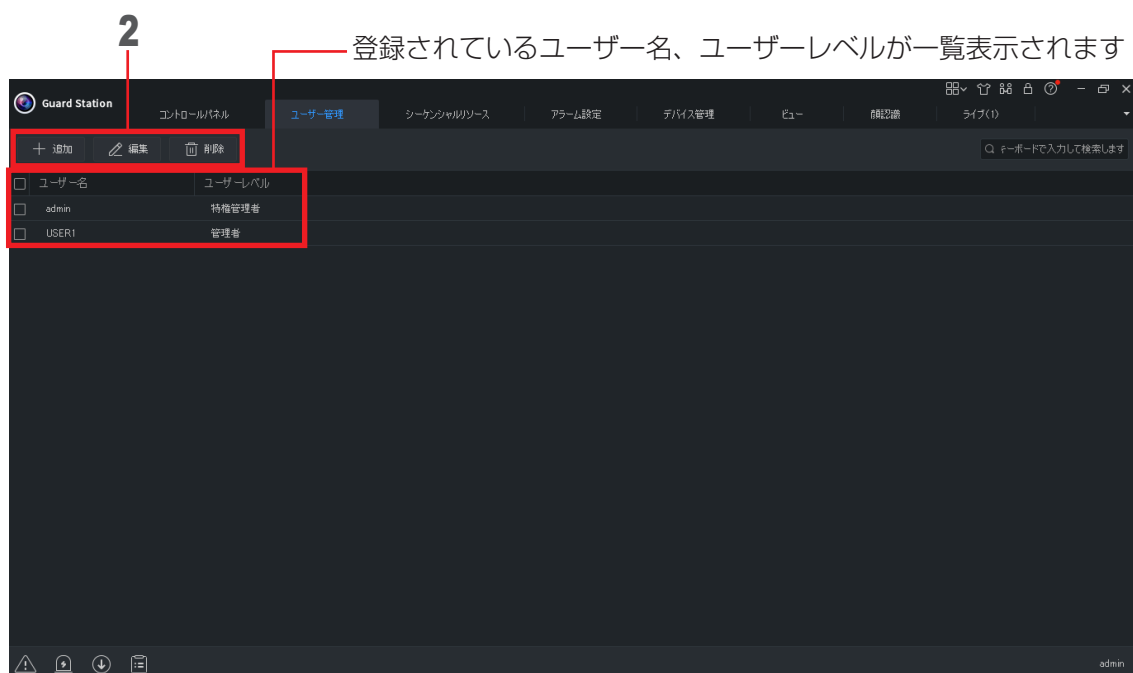 2
登録されているユーザー名、ユーザーレベルが一覧表示されます
Guard Station
コントロールパネル ユーザー管理 シーケンシャルリソース アラーム設定 デバイス管理 ビュー 顔認識 ライブ(1)
追加 編集 削除 キーボードで入力して検索します
ユーザー名 ユーザーレベル
admin 特権管理者
USER1 管理者
admin